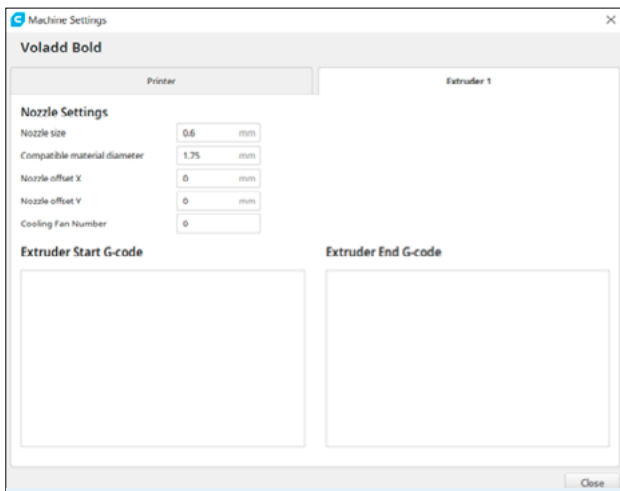 Machine Settings
Voladd Bold
Printer Extruder 1
Nozzle Settings
Nozzle size 0.6 mm
Compatible material diameter 1.75 mm
Nozzle offset X 0 mm
Nozzle offset Y 0 mm
Cooling Fan Number 0
Extruder Start G-code Extruder End G-code
Close